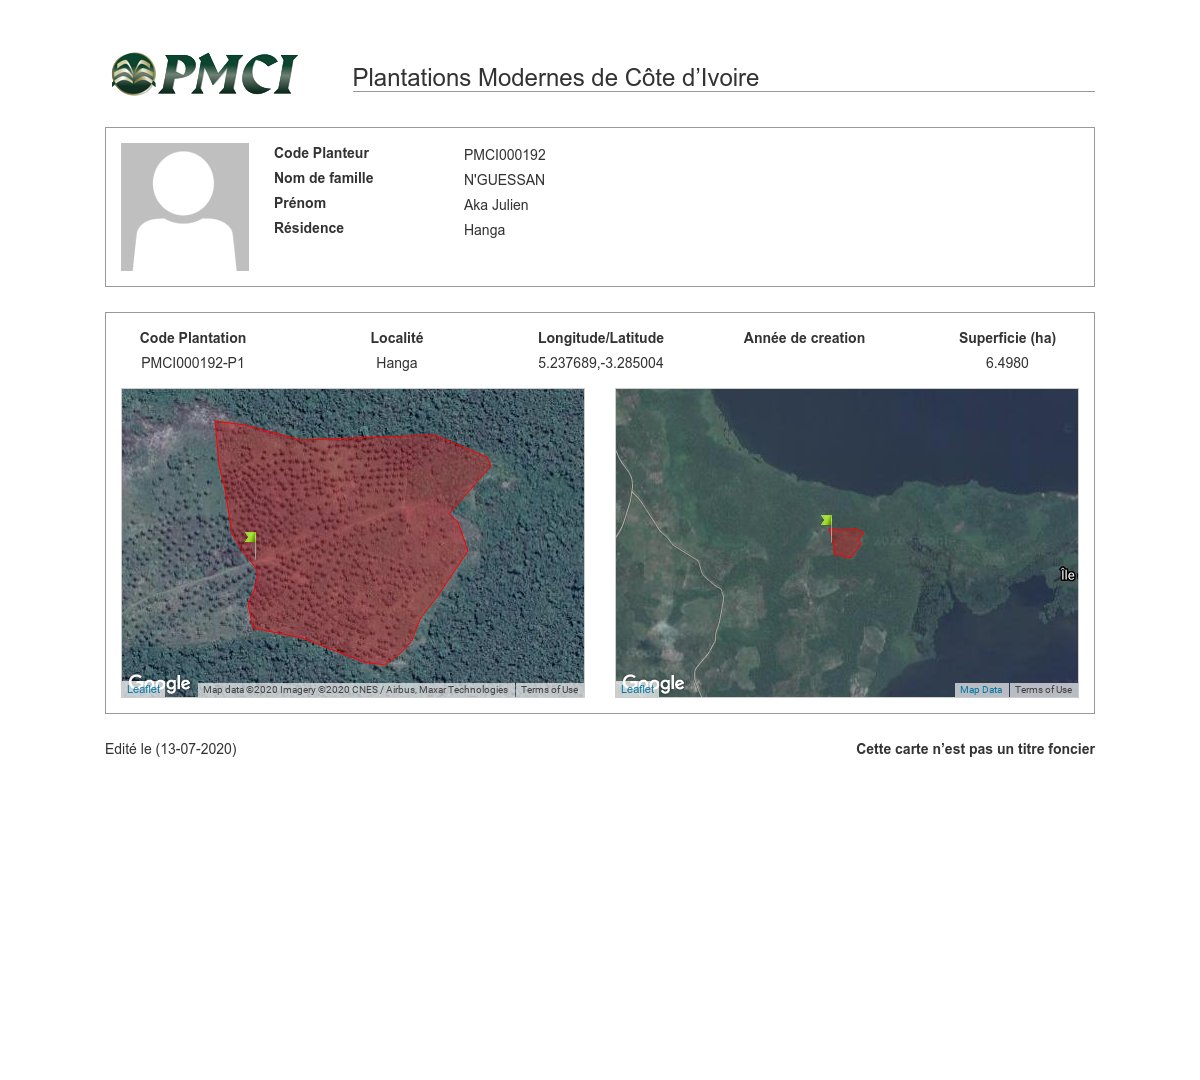 PMCI
Plantations Modernes de Côte d’Ivoire
Code Planteur PMCI000192
Nom de famille N'GUESSAN
Prénom Aka Julien
Résidence Hanga
Code Plantation Localité Longitude/Latitude Année de creation Superficie (ha)
PMCI000192-P1 Hanga 5.237689,-3.285004 6.4980
Île
Google
Leaflet Map data ©2020 Imagery ©2020 CNES / Airbus, Maxar Technologies Terms of Use
Google
Leaflet Map Data Terms of Use
Edité le (13-07-2020) Cette carte n’est pas un titre foncier